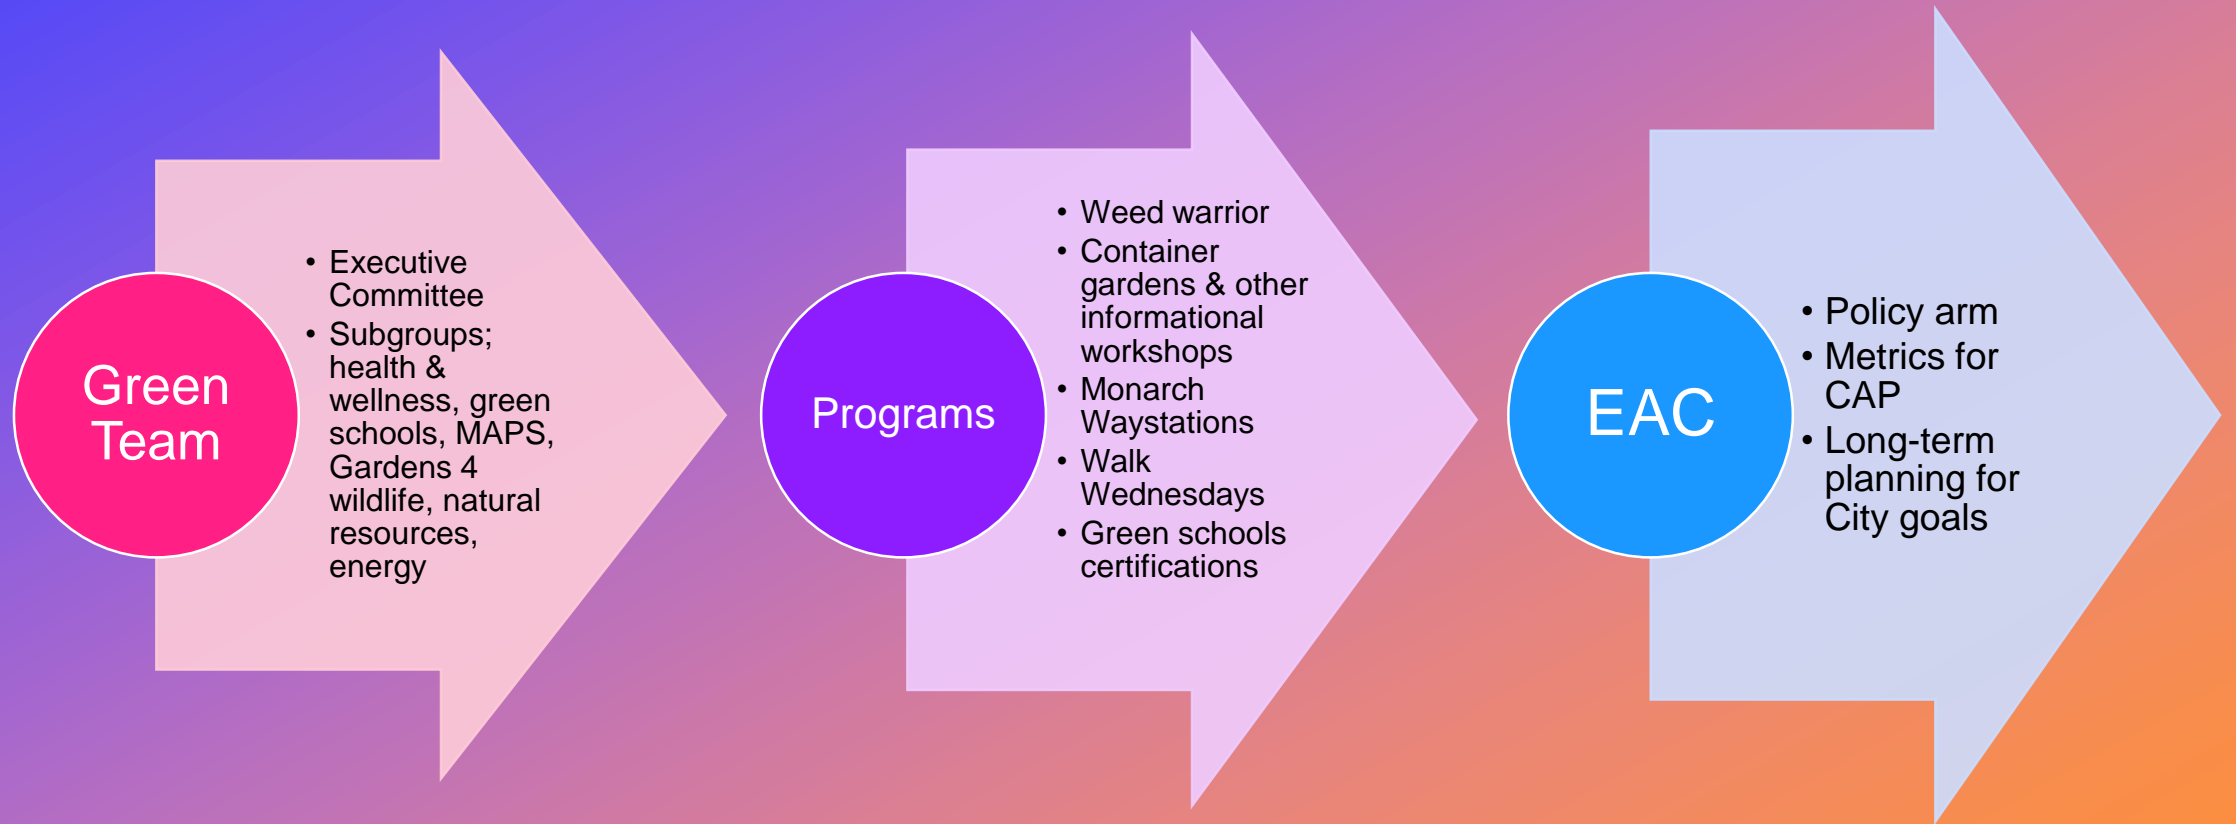 Green
Team
• Executive
Committee
• Subgroups;
health &
wellness, green
schools, MAPS,
Gardens 4
wildlife, natural
resources,
energy
Programs
• Weed warrior
• Container
gardens & other
informational
workshops
• Monarch
Waystations
• Walk
Wednesdays
• Green schools
certifications
EAC
• Policy arm
• Metrics for
CAP
• Long-term
planning for
City goals